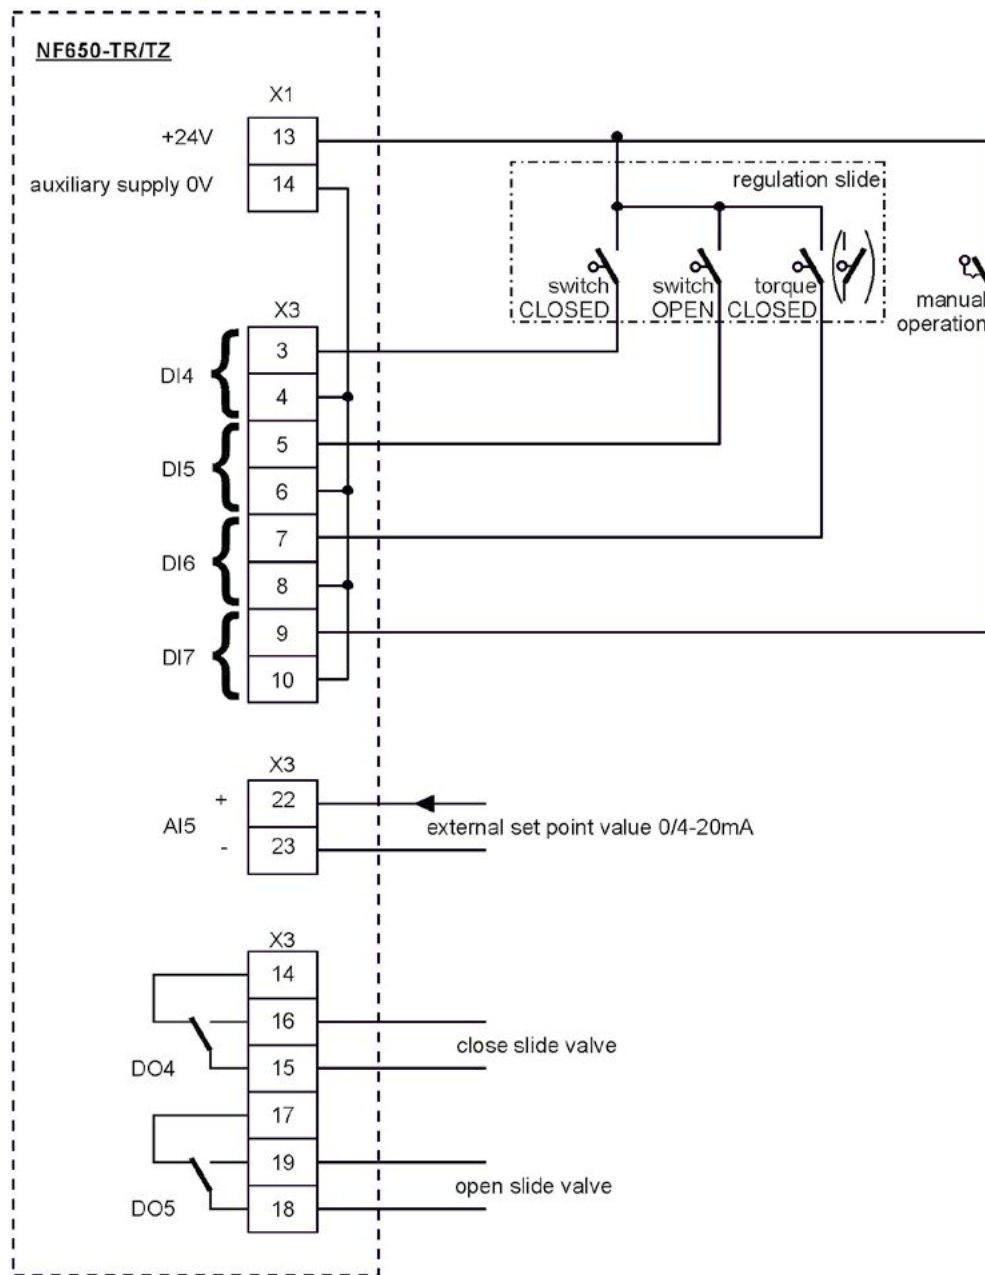 NF650-TR/TZ
X1
+24V 13
auxiliary supply 0V 14
regulation slide
switch CLOSED
switch OPEN
torque CLOSED
manual operation
X3
DI4 3
4
DI5 5
6
DI6 7
8
DI7 9
10
X3
AI5 + 22
- 23
external set point value 0/4-20mA
X3
14
16
DO4 15
close slide valve
17
19
DO5 18
open slide valve